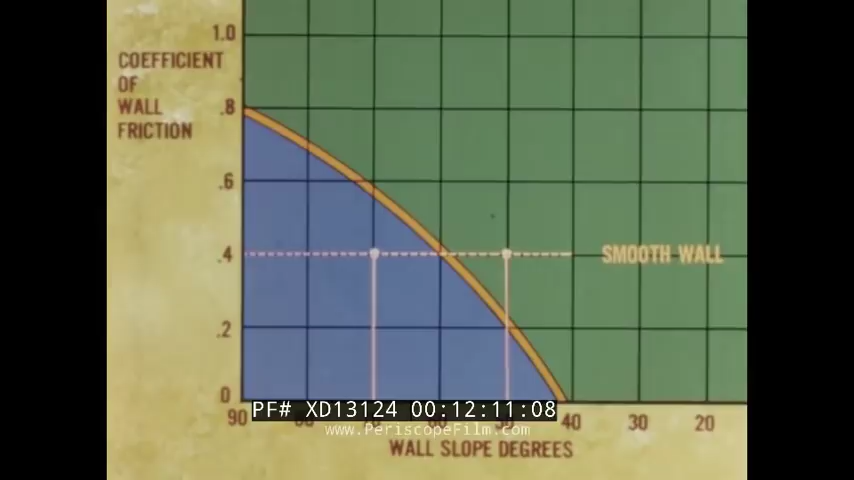 1.0
COEFFICIENT
OF
WALL
FRICTION
.8
.6
.4
SMOOTH WALL
.2
0
90
40
30
20
PF# XD13124 00:12:11:08
www.PeriscopeFilm.com
WALL SLOPE DEGREES